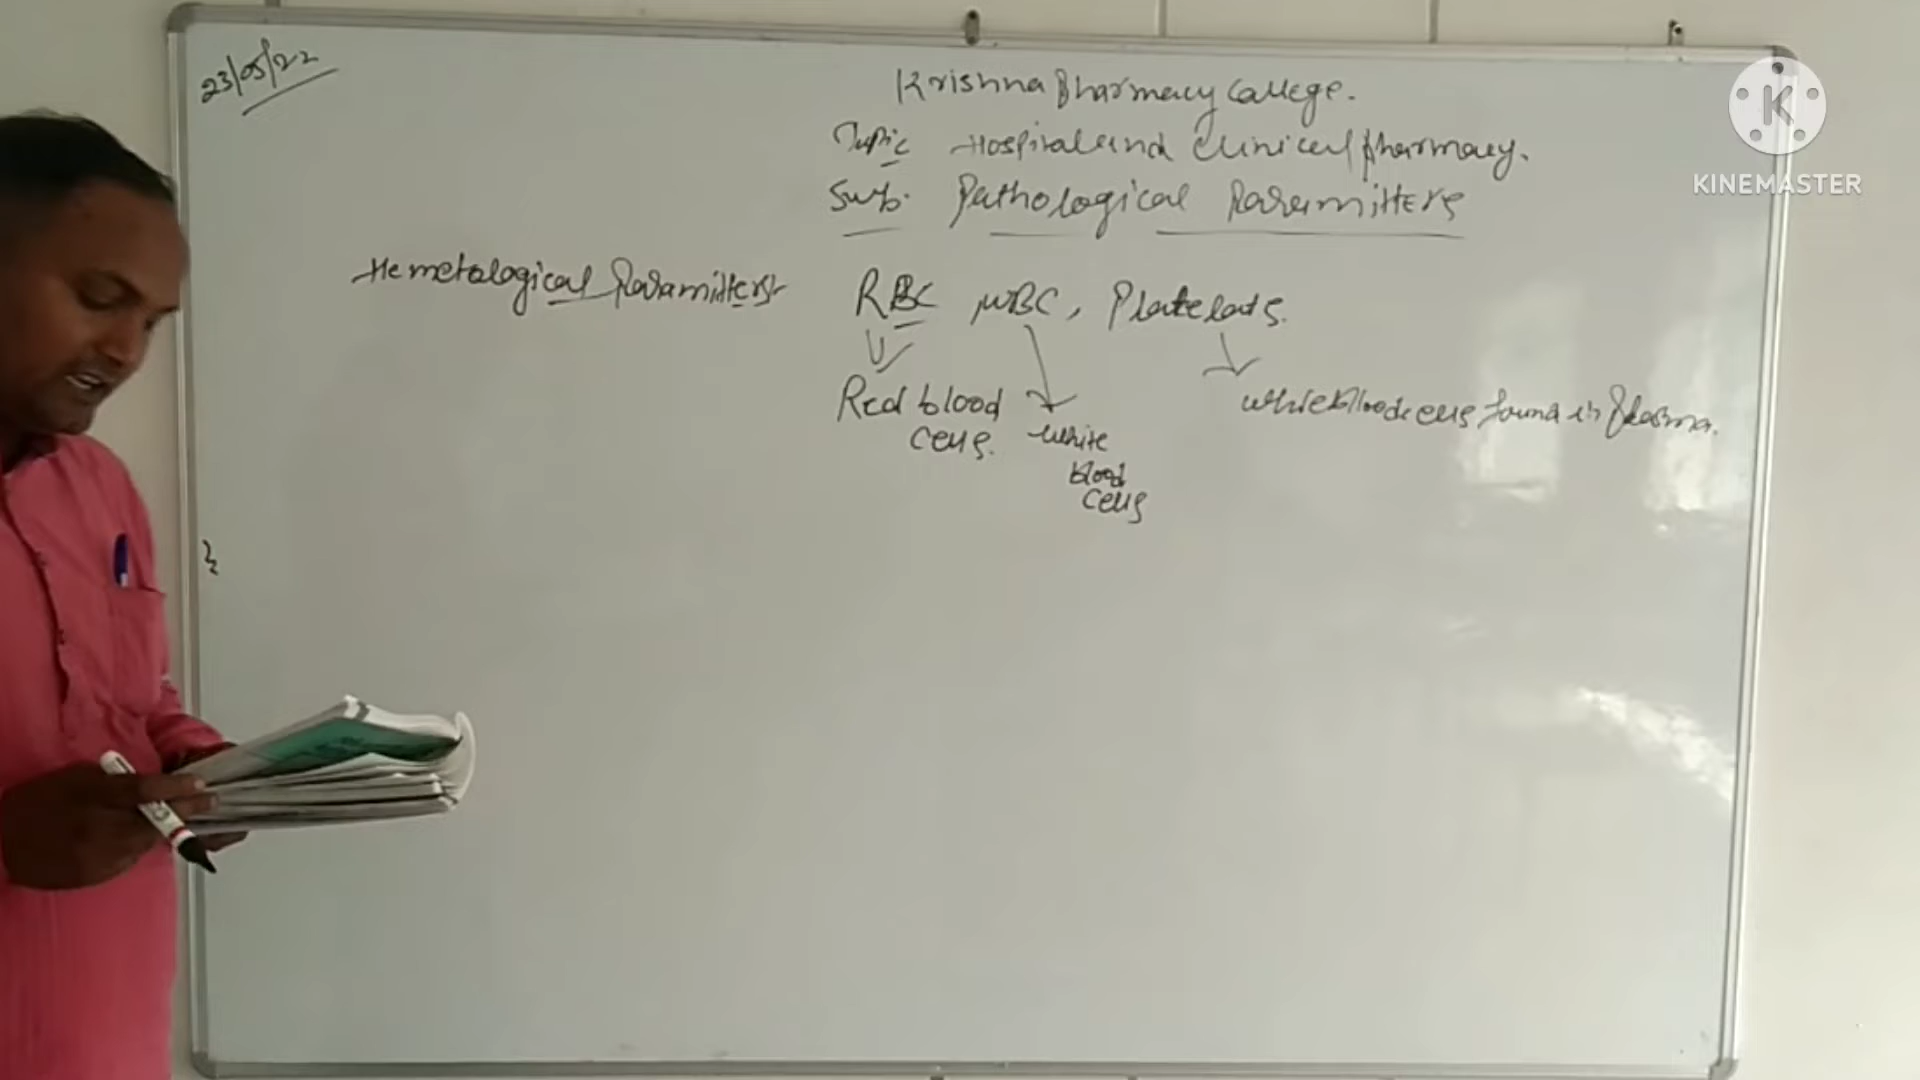 23/05/22
Krishna Pharmacy College.
Topic Hospital and Clinical Pharmacy.
Sub. Pathological Paramitters
Hemetological Paramitters RBC WBC, Platelats.
Red blood cells.
White blood cells
White blood cells found in Plasma.
K
KINEMASTER